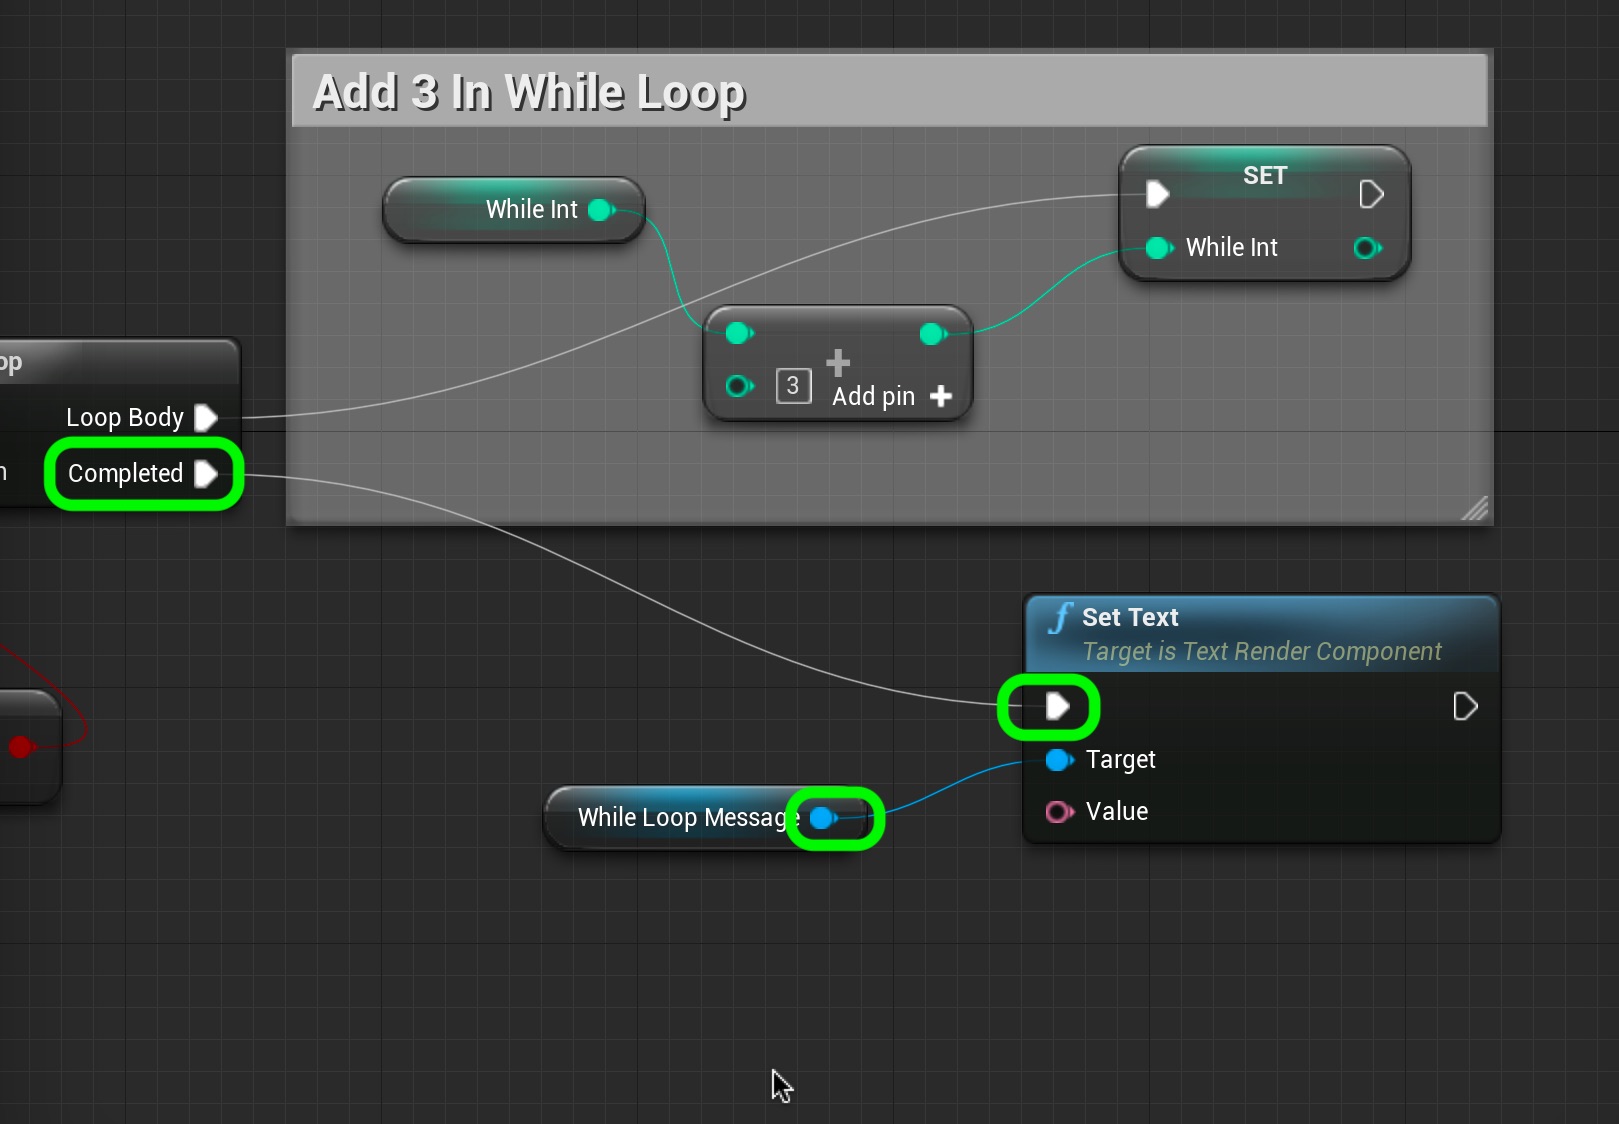 Add 3 In While Loop
SET
While Int
While Int
op
3
Add pin
Loop Body
n
Completed
Set Text
Target is Text Render Component
Target
While Loop Message
Value